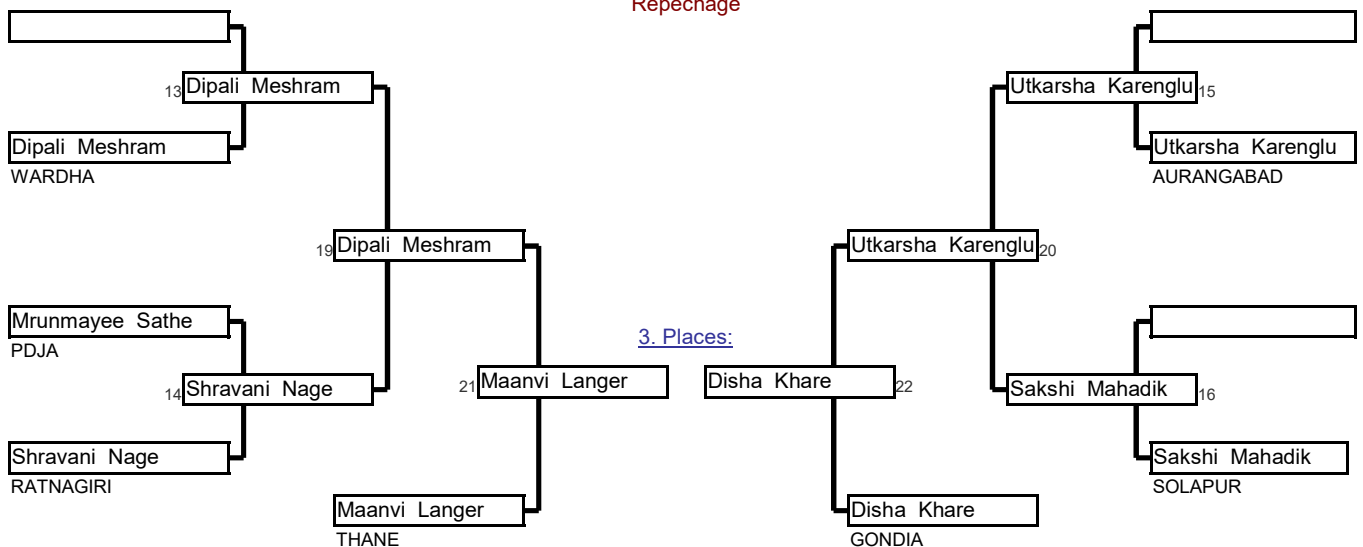 Repechage
13 Dipali Meshram
Utkarsha Karenglu 15
Dipali Meshram
WARDHA
Utkarsha Karenglu
AURANGABAD
19 Dipali Meshram
Utkarsha Karenglu 20
Mrunmayee Sathe
PDJA
3. Places:
14 Shravani Nage
21 Maanvi Langer
Disha Khare 22
Sakshi Mahadik 16
Shravani Nage
RATNAGIRI
Sakshi Mahadik
SOLAPUR
Maanvi Langer
THANE
Disha Khare
GONDIA